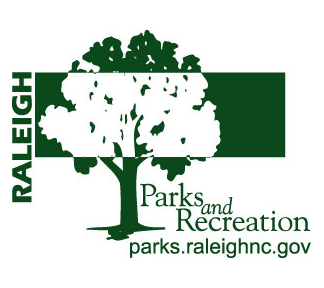 RALEIGH
Parks
and
Recreation
parks.raleighnc.gov